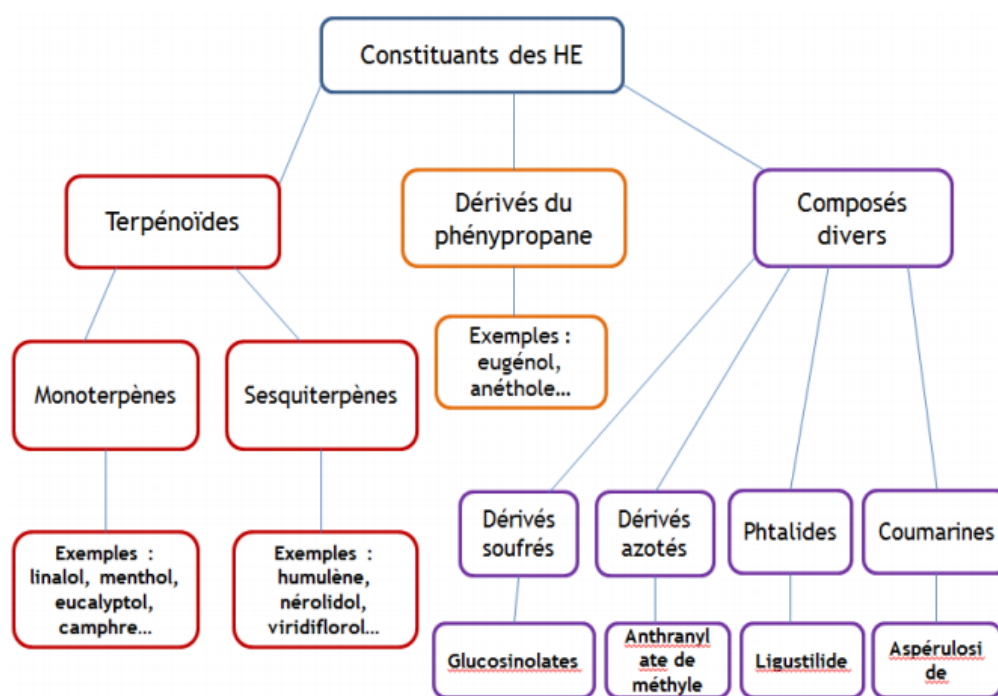 Constituants des HE
Terpénoïdes
Dérivés du
phénypropane
Composés
divers
Exemples :
eugénol,
anéthole...
Monoterpènes
Sesquiterpènes
Dérivés
soufrés
Dérivés
azotés
Phtalides
Coumarines
Exemples :
linalol, menthol,
eucalyptol,
camphre...
Exemples :
humulène,
nérolidol,
viridiflorol...
Glucosinolates
Anthranyl
ate de
méthyle
Ligustilide
Aspérulosi
de